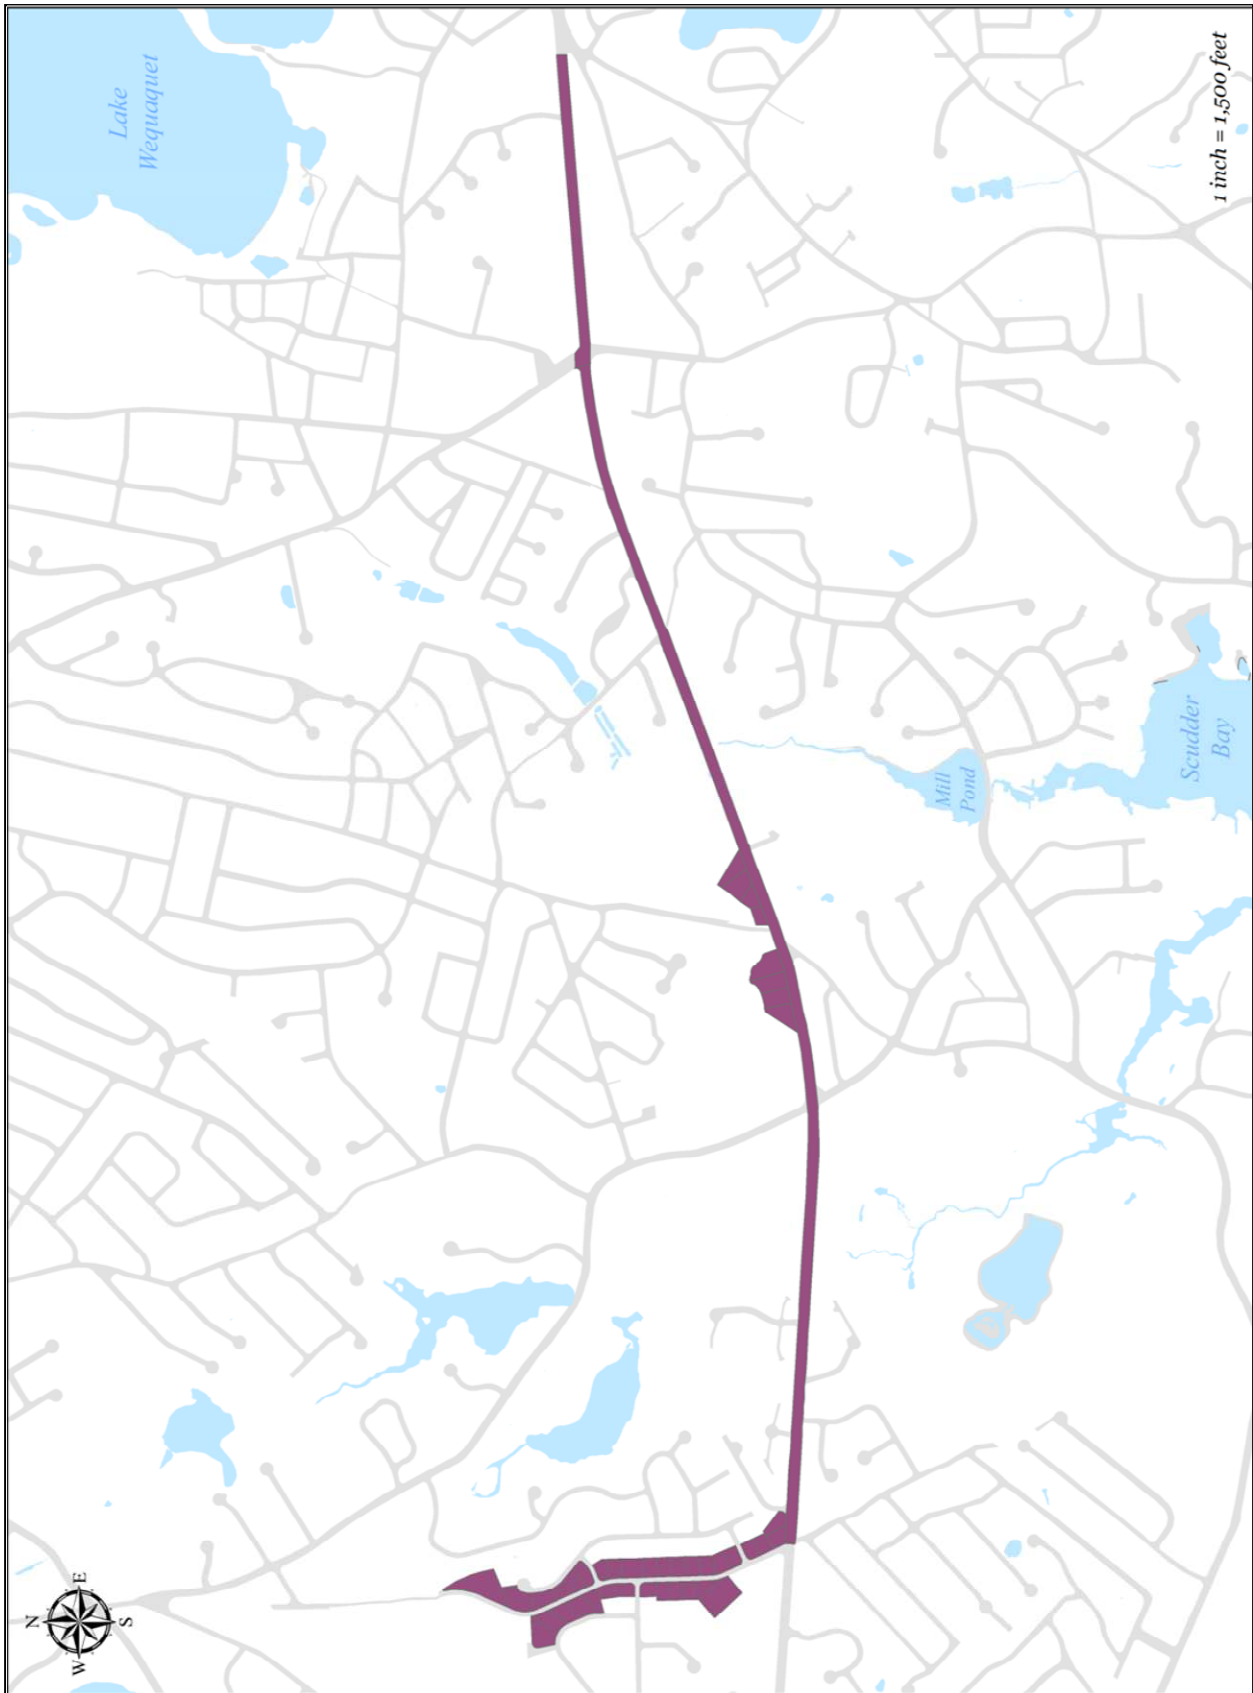 Lake
Wequaquet
1 inch = 1,500 feet
Mill
Pond
Scudder
Bay
N
E
S
W